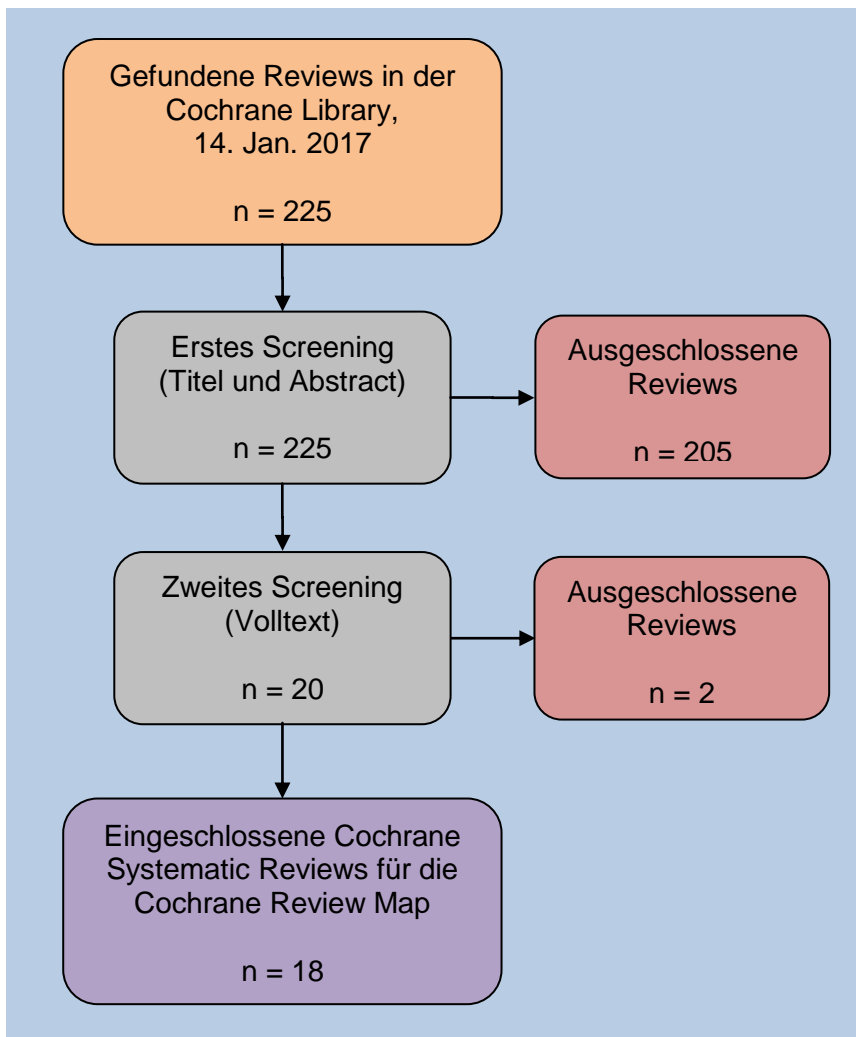 Gefundene Reviews in der
Cochrane Library,
14. Jan. 2017
n = 225
Erstes Screening
(Titel und Abstract)
n = 225
Ausgeschlossene
Reviews
n = 205
Zweites Screening
(Volltext)
n = 20
Ausgeschlossene
Reviews
n = 2
Eingeschlossene Cochrane
Systematic Reviews für die
Cochrane Review Map
n = 18